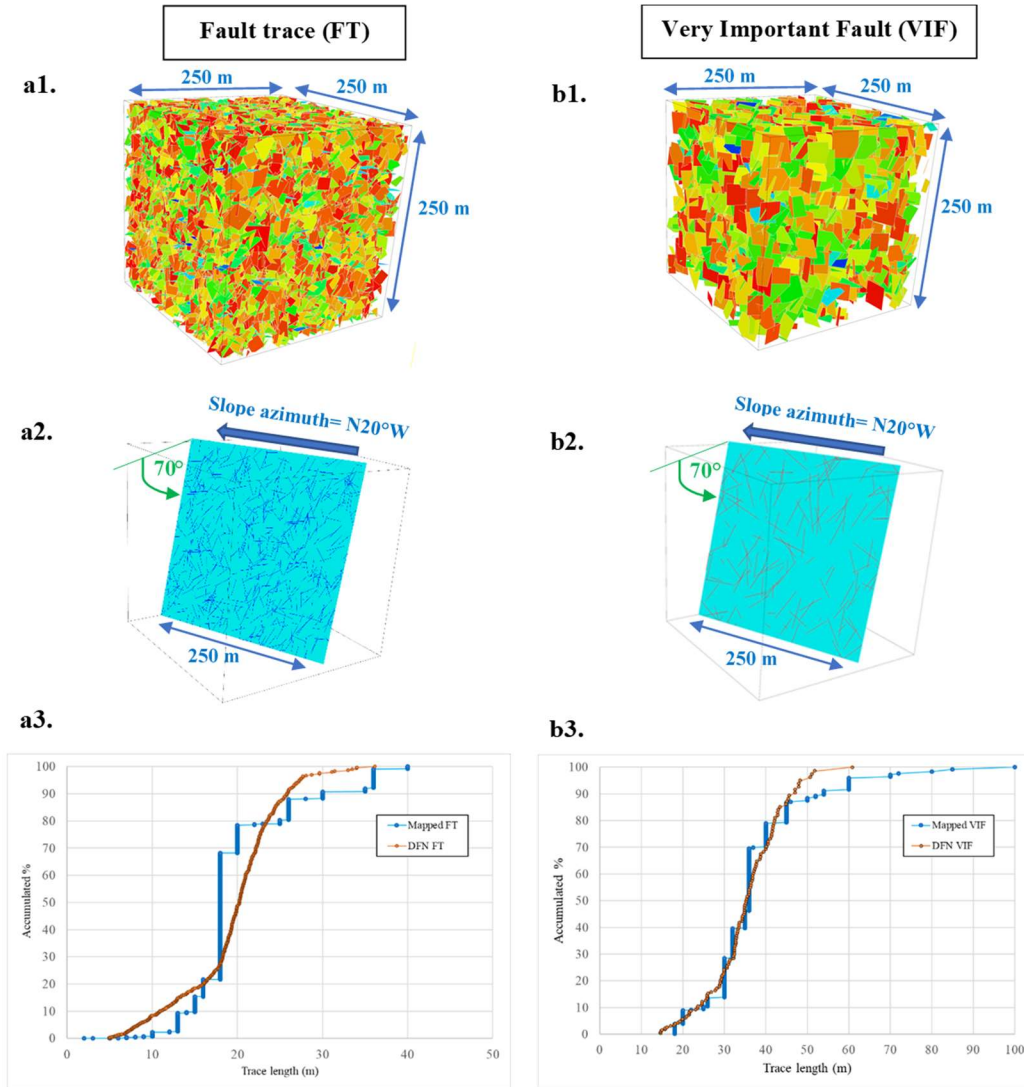 Fault trace (FT)
Very Important Fault (VIF)
a1.
250 m
250 m
250 m
b1.
250 m
250 m
250 m
a2.
Slope azimuth= N20°W
70°
250 m
b2.
Slope azimuth= N20°W
70°
250 m
a3.
100
90
80
70
60
50
40
30
20
10
0
Accumulated %
Mapped FT
DFN FT
0 10 20 30 40 50
Trace length (m)
b3.
100
90
80
70
60
50
40
30
20
10
0
Accumulated %
Mapped VIF
DFN VIF
0 10 20 30 40 50 60 70 80 90 100
Trace length (m)